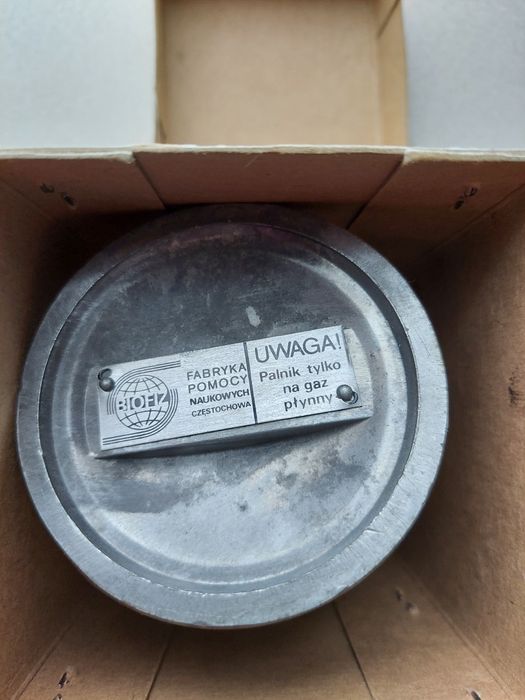 BIOFIZ
FABRYKA
POMOCY
NAUKOWYCH
CZĘSTOCHOWA
UWAGA!
Palnik tylko
na gaz
płynny